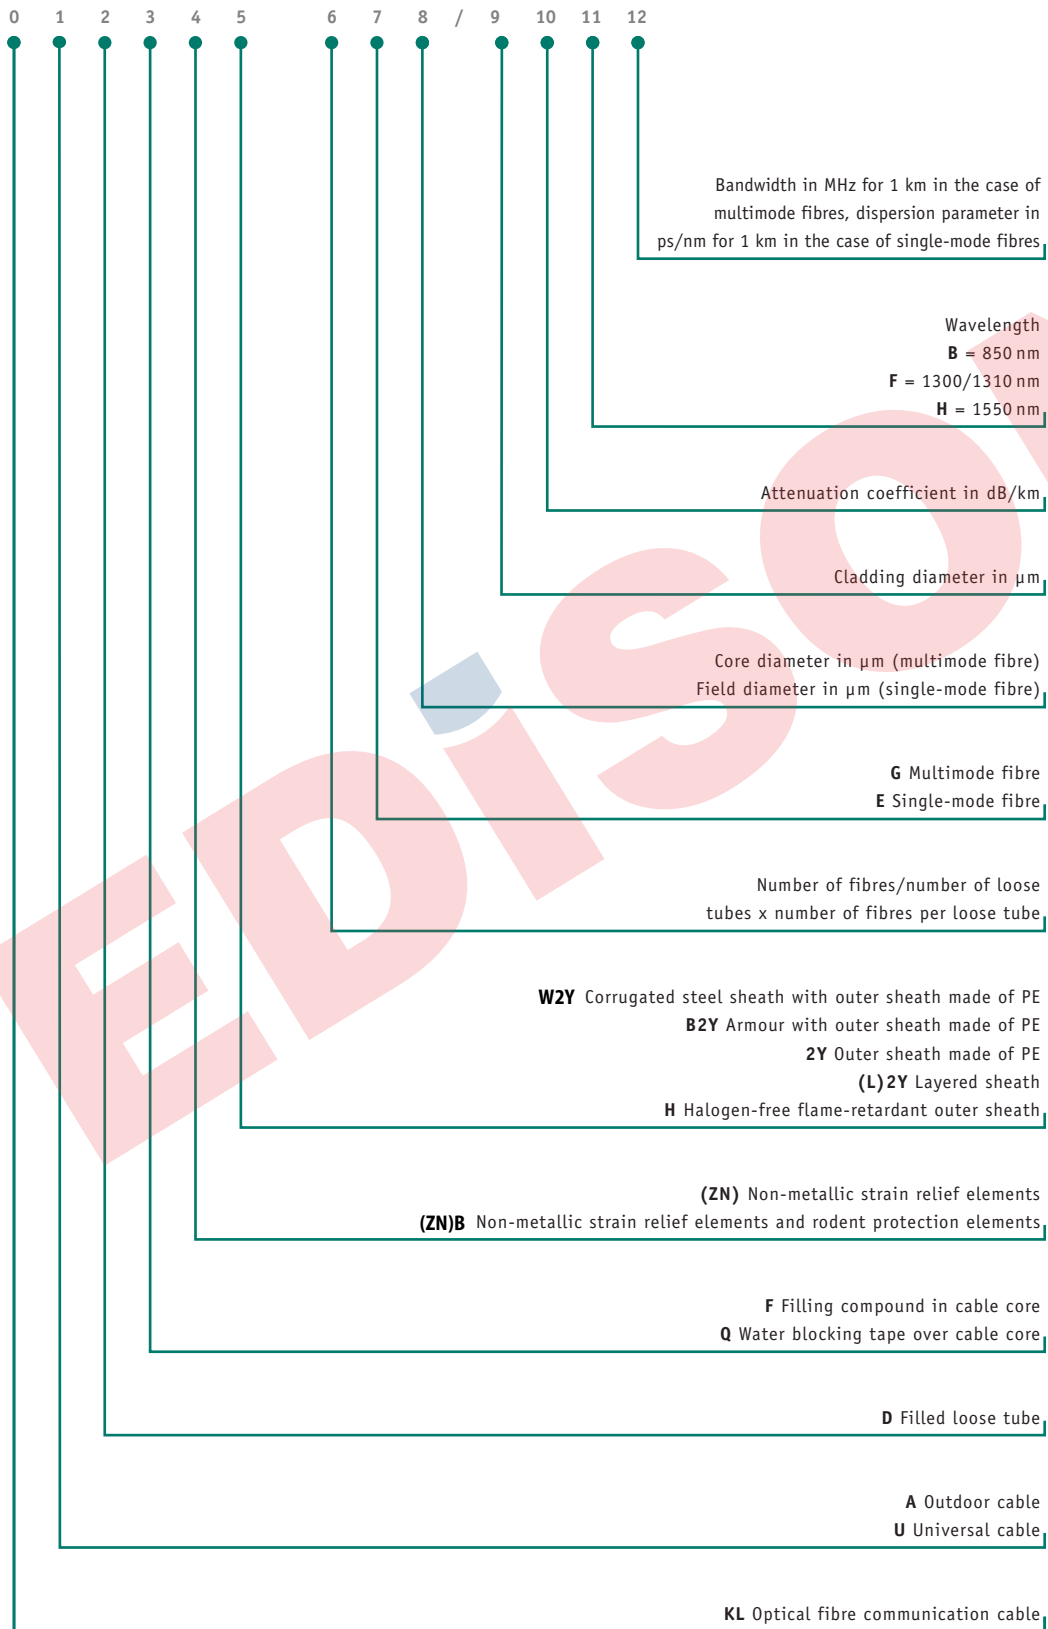 0 1 2 3 4 5 6 7 8 / 9 10 11 12
Bandwidth in MHz for 1 km in the case of
multimode fibres, dispersion parameter in
ps/nm for 1 km in the case of single-mode fibres
Wavelength
B = 850 nm
F = 1300/1310 nm
H = 1550 nm
Attenuation coefficient in dB/km
Cladding diameter in µm
Core diameter in µm (multimode fibre)
Field diameter in µm (single-mode fibre)
G Multimode fibre
E Single-mode fibre
Number of fibres/number of loose
tubes x number of fibres per loose tube
W2Y Corrugated steel sheath with outer sheath made of PE
B2Y Armour with outer sheath made of PE
2Y Outer sheath made of PE
(L)2Y Layered sheath
H Halogen-free flame-retardant outer sheath
(ZN) Non-metallic strain relief elements
(ZN)B Non-metallic strain relief elements and rodent protection elements
F Filling compound in cable core
Q Water blocking tape over cable core
D Filled loose tube
A Outdoor cable
U Universal cable
KL Optical fibre communication cable
EDiSO